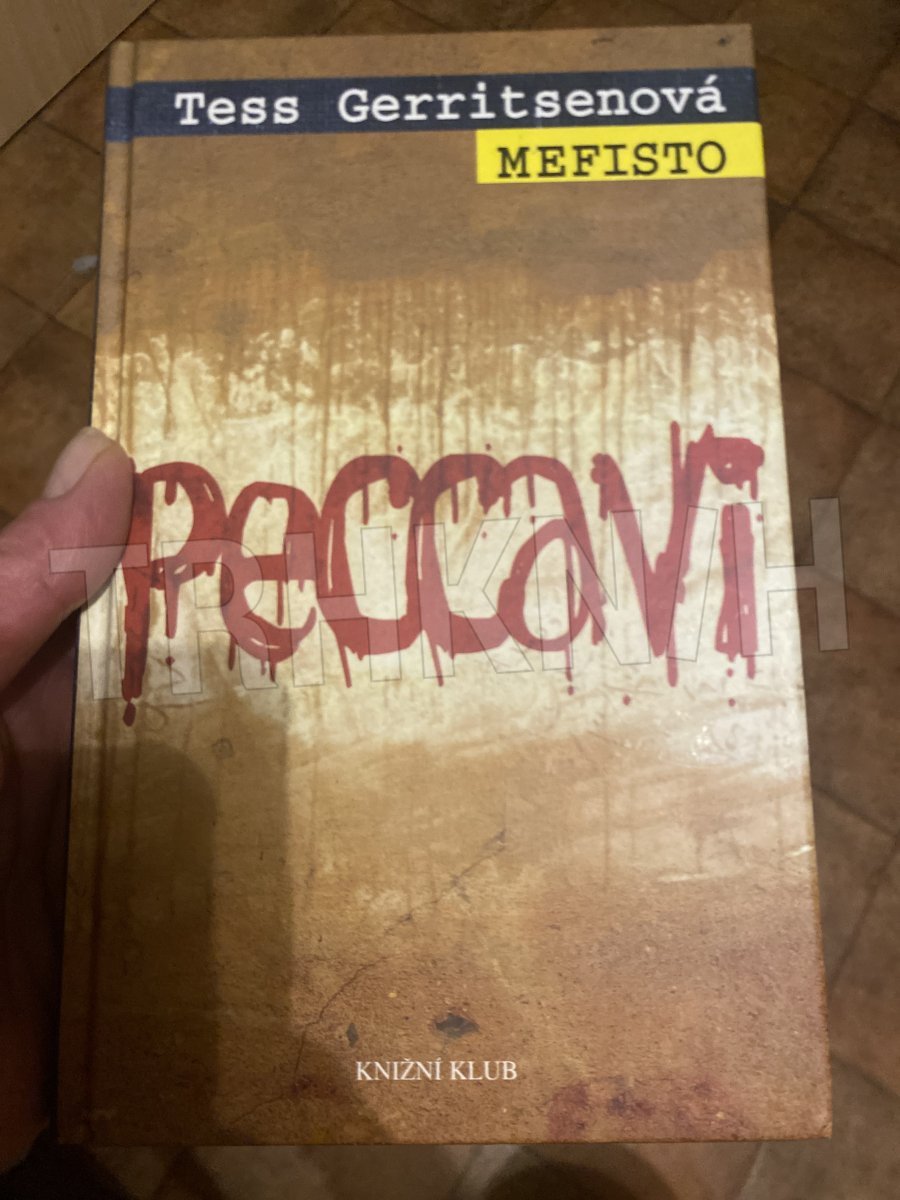 Tess Gerritsenová
MEFISTO
Peccavi
TRHKNIH
KNIŽNÍ KLUB